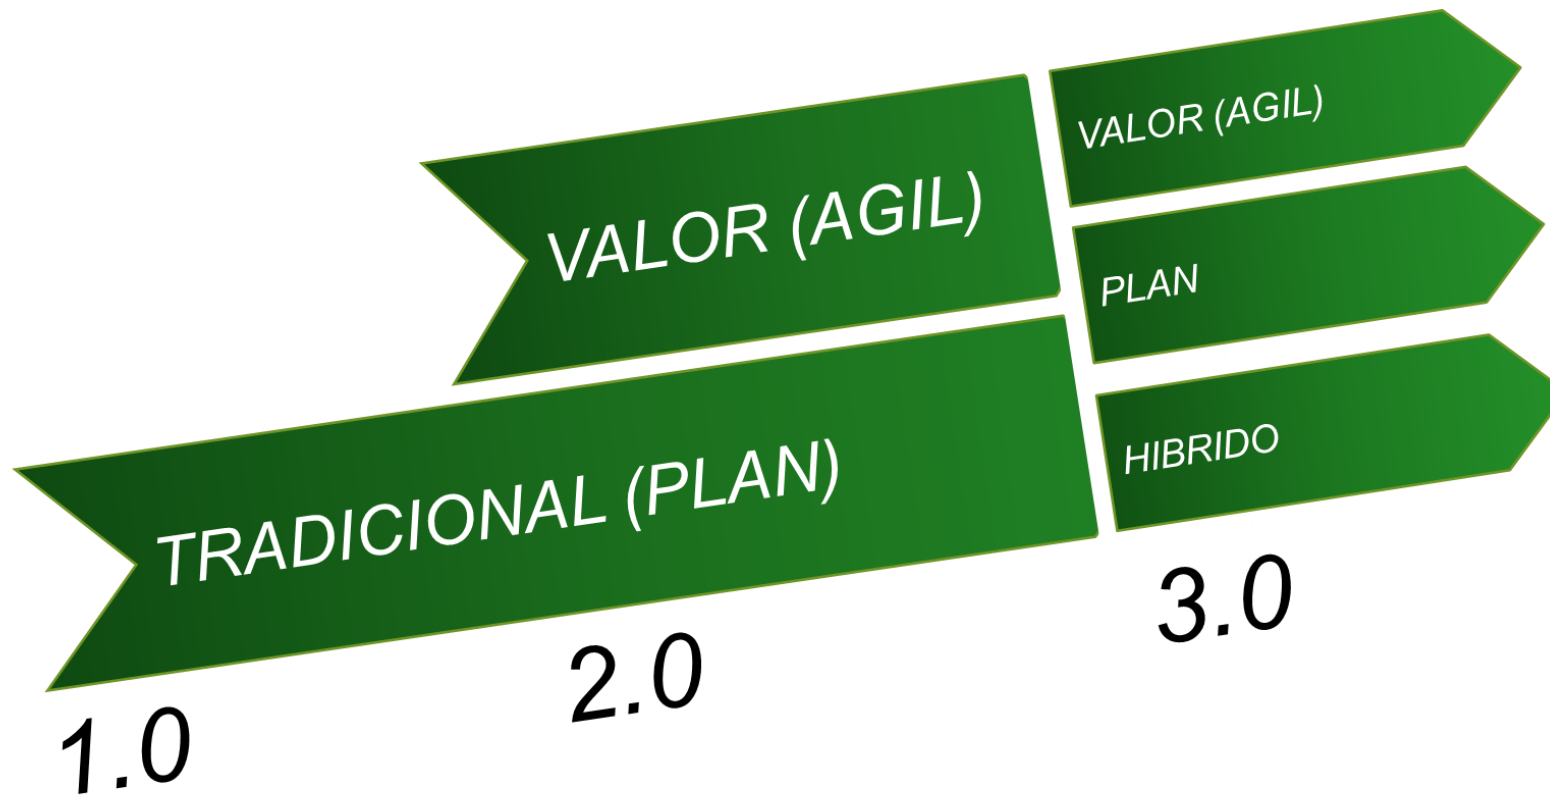 VALOR (AGIL)
TRADICIONAL (PLAN)
VALOR (AGIL)
PLAN
HIBRIDO
1.0
2.0
3.0